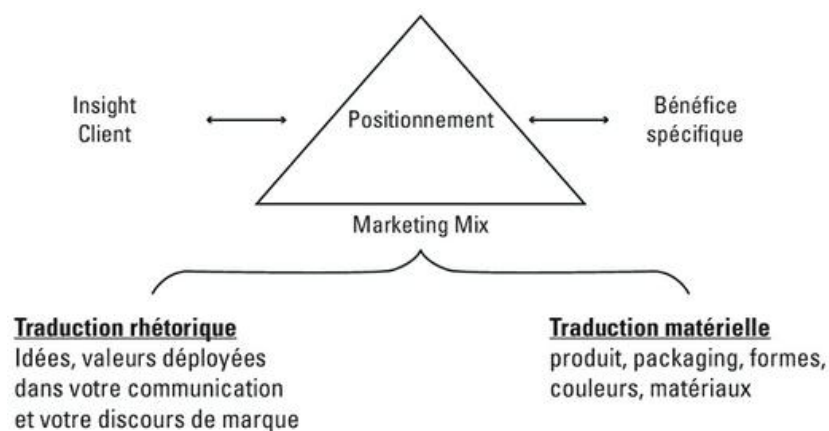 Insight
Client
Positionnement
Bénéfice
spécifique
Marketing Mix
Traduction rhétorique
Idées, valeurs déployées
dans votre communication
et votre discours de marque
Traduction matérielle
produit, packaging, formes,
couleurs, matériaux